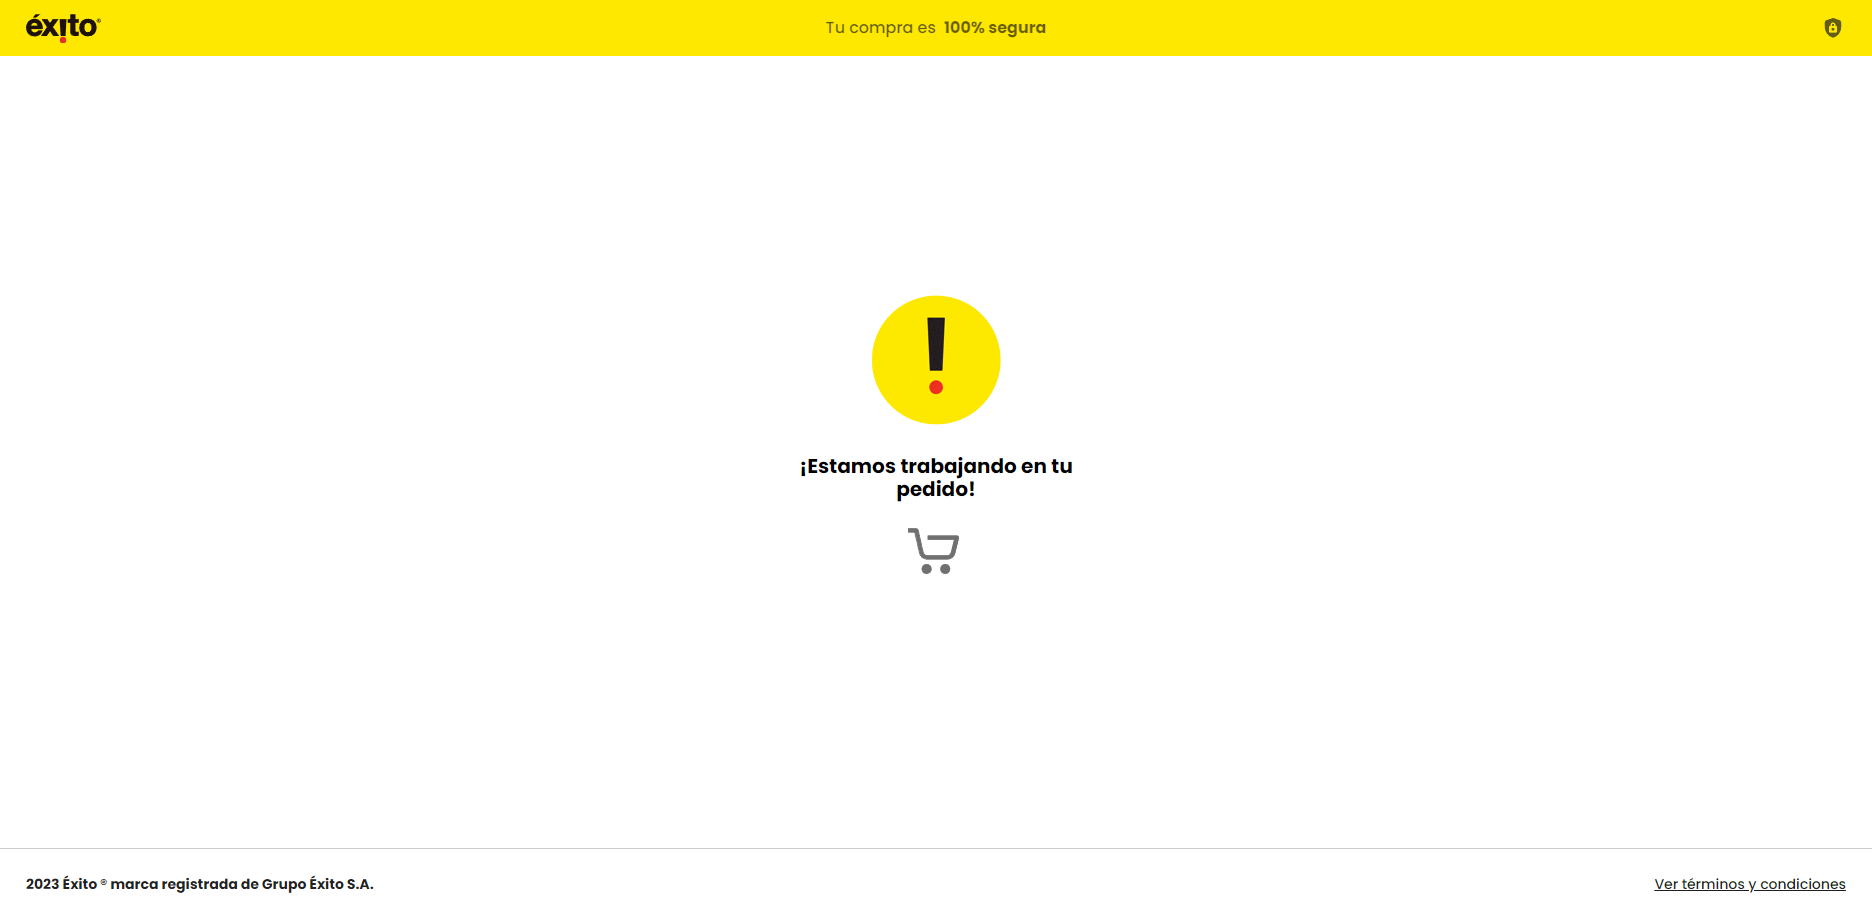 éxito®
Tu compra es 100% segura
¡Estamos trabajando en tu
pedido!
2023 Éxito ® marca registrada de Grupo Éxito S.A.
Ver términos y condiciones